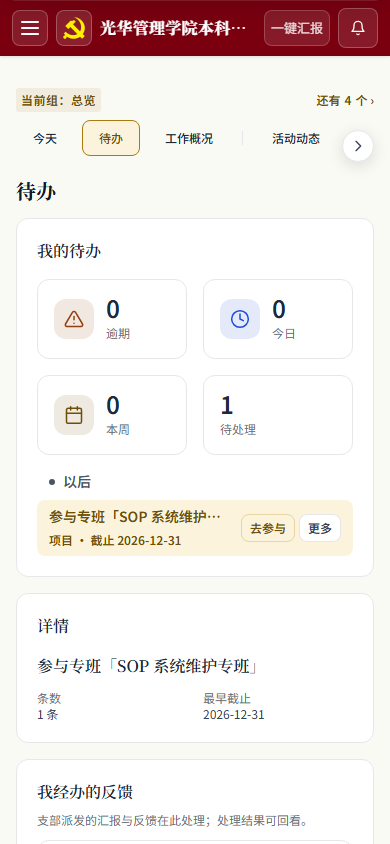 光华管理学院本科…
一键汇报
当前组：总览
还有 4 个 ›
今天
待办
工作概况
活动动态
待办
我的待办
0
逾期
0
今日
0
本周
1
待处理
以后
参与专班「SOP 系统维护…
去参与
更多
项目 · 截止 2026-12-31
详情
参与专班「SOP 系统维护专班」
条数
最早截止
1 条
2026-12-31
我经办的反馈
支部派发的汇报与反馈在此处理；处理结果可回看。